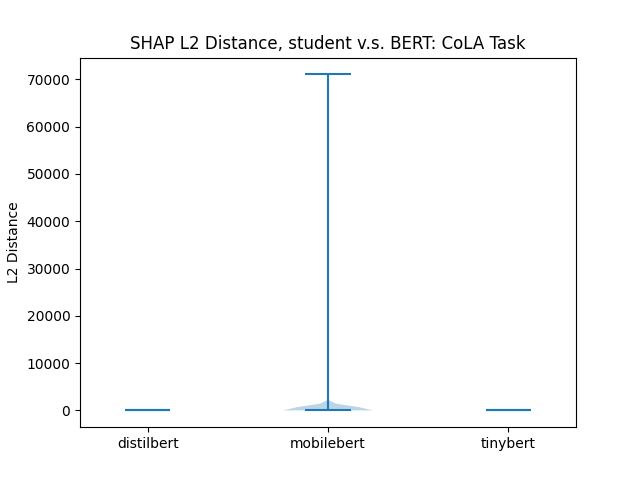 SHAP L2 Distance, student v.s. BERT: CoLA Task
L2 Distance
70000
60000
50000
40000
30000
20000
10000
0
distilbert
mobilebert
tinybert